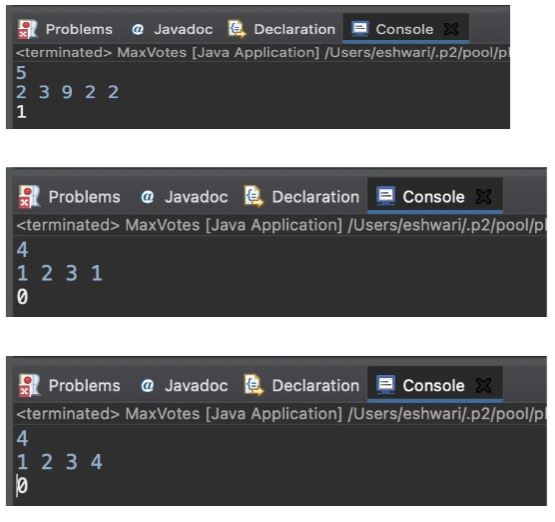 Problems @ Javadoc Declaration Console
<terminated> MaxVotes [Java Application] /Users/eshwari/.p2/pool/pl
5
2 3 9 2 2
1
Problems @ Javadoc Declaration Console
<terminated> MaxVotes [Java Application] /Users/eshwari/.p2/pool/pl
4
1 2 3 1
0
Problems @ Javadoc Declaration Console
<terminated> MaxVotes [Java Application] /Users/eshwari/.p2/pool/pl
4
1 2 3 4
0